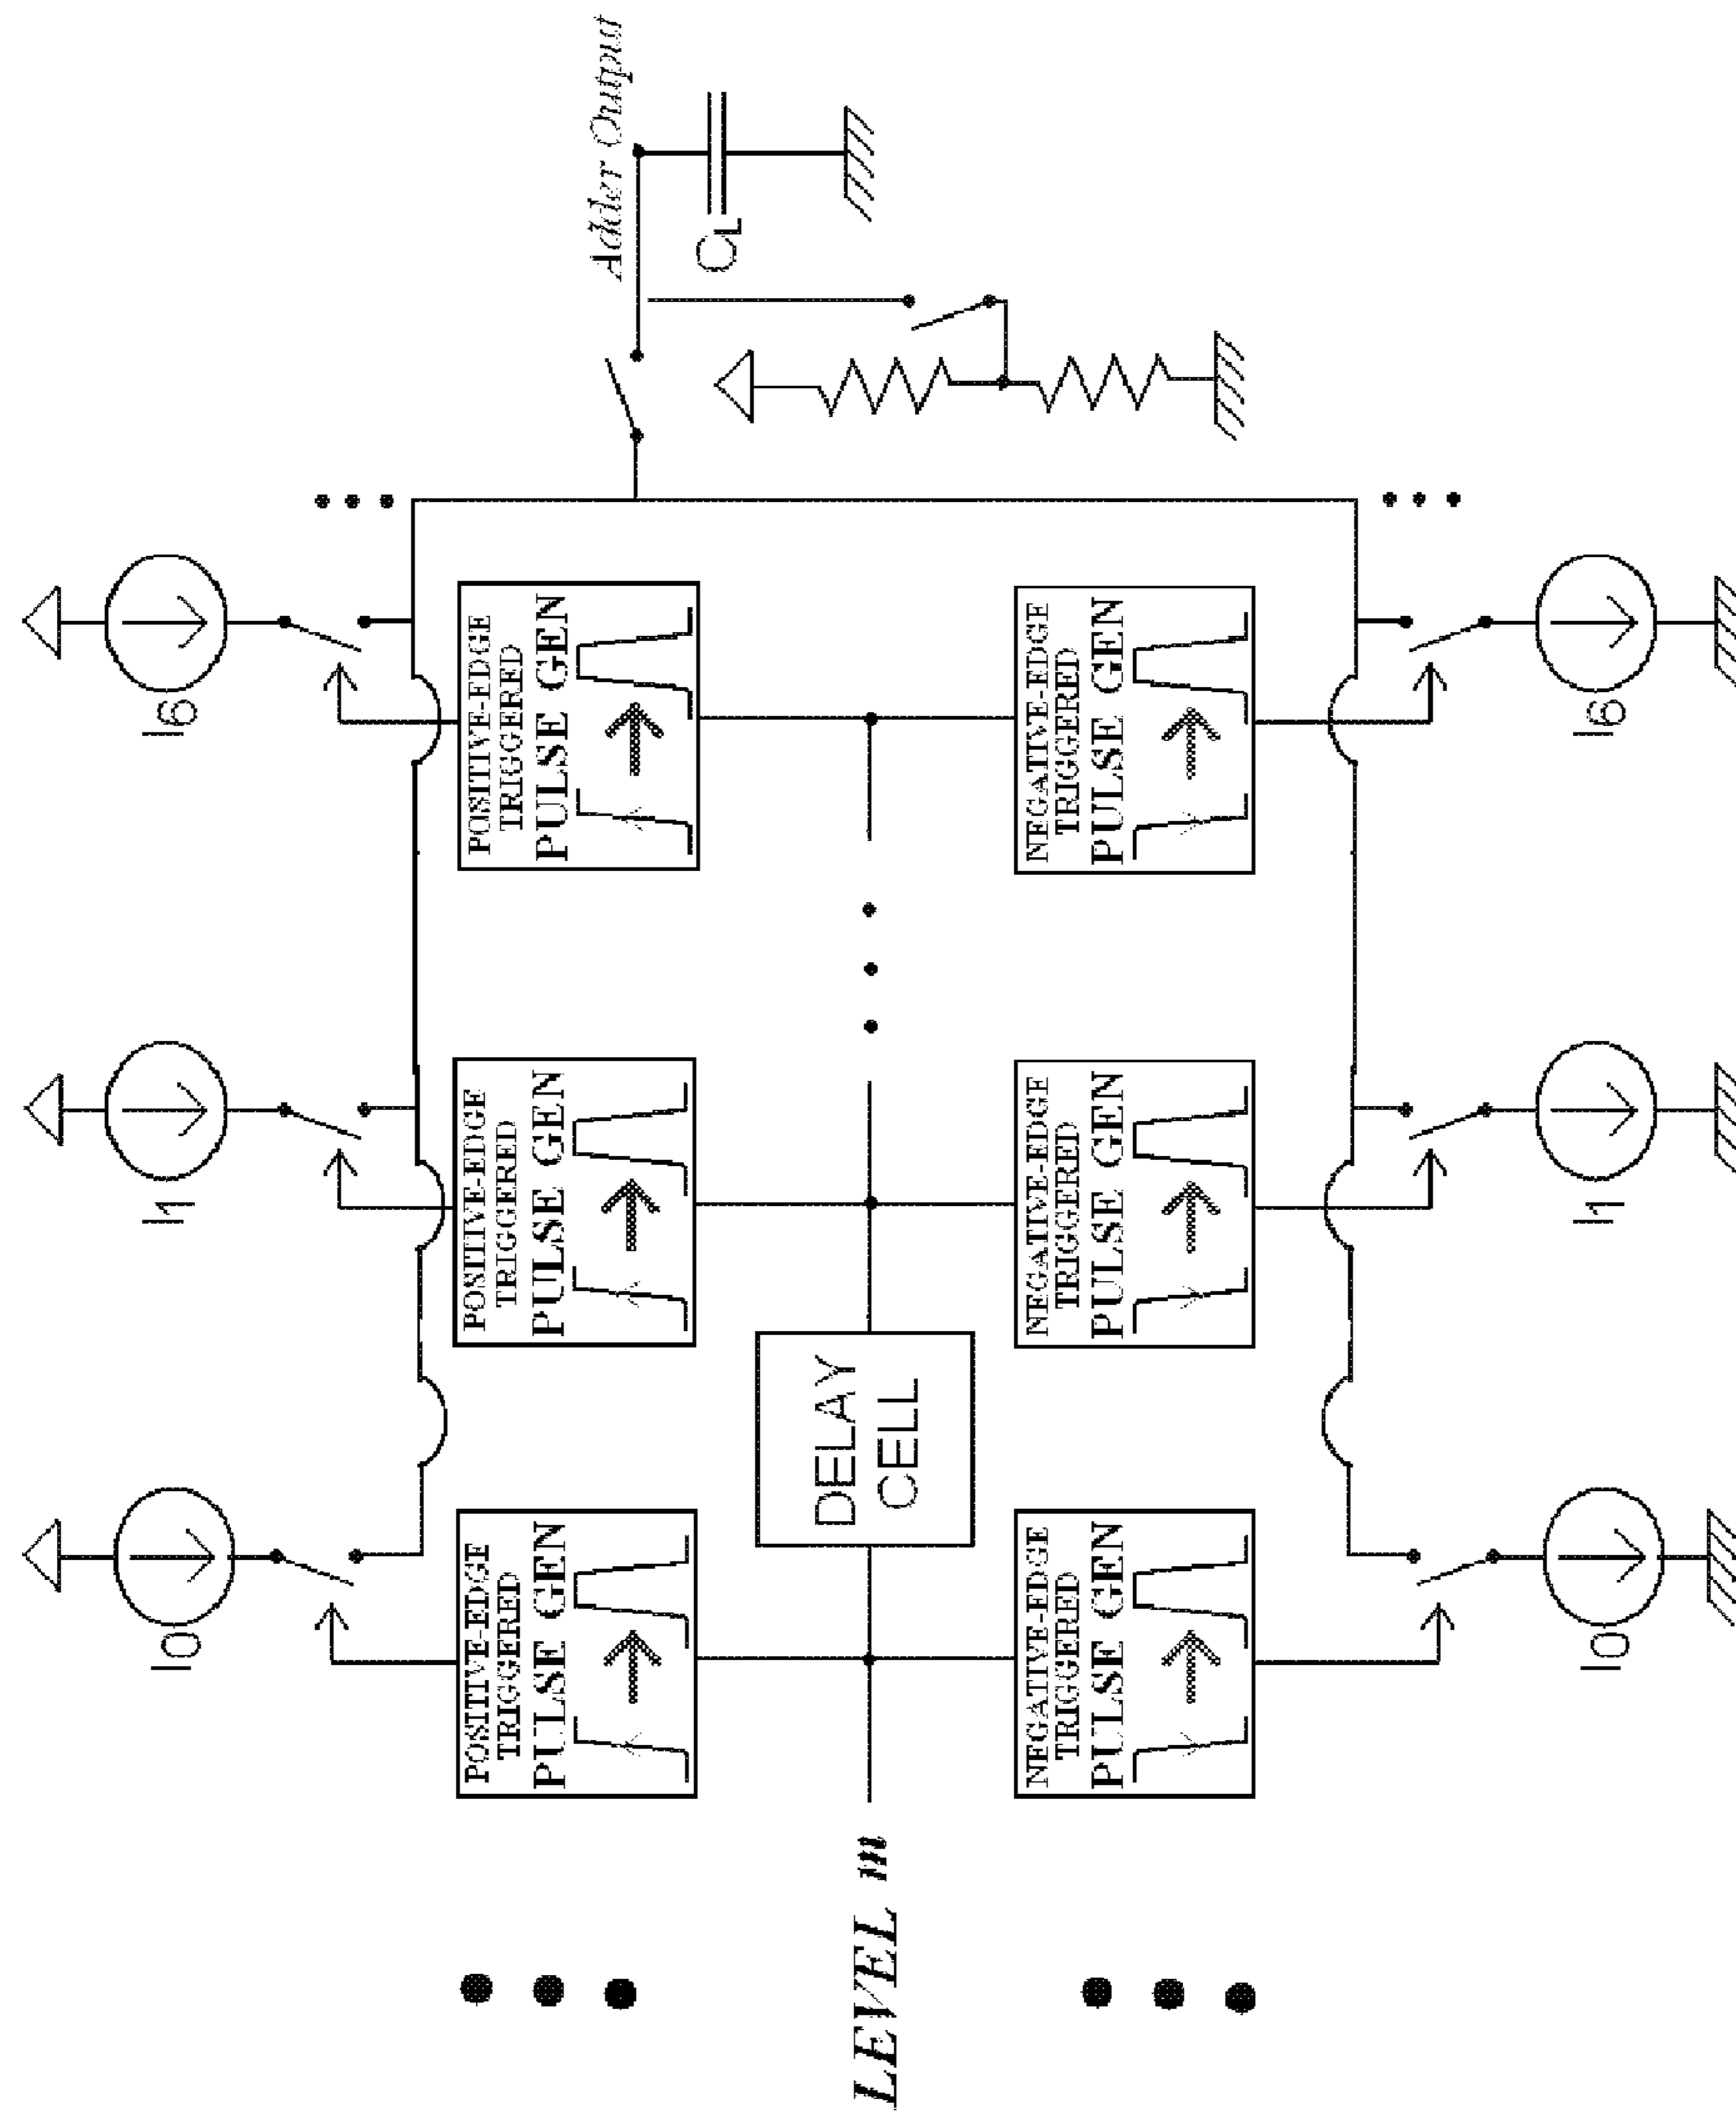 Adder Output
CL
I6
I1
I0
POSITIVE-EDGE
TRIGGERED
PULSE GEN
POSITIVE-EDGE
TRIGGERED
PULSE GEN
POSITIVE-EDGE
TRIGGERED
PULSE GEN
DELAY
CELL
LEVEL m
NEGATIVE-EDGE
TRIGGERED
PULSE GEN
NEGATIVE-EDGE
TRIGGERED
PULSE GEN
NEGATIVE-EDGE
TRIGGERED
PULSE GEN
I6
I1
I0